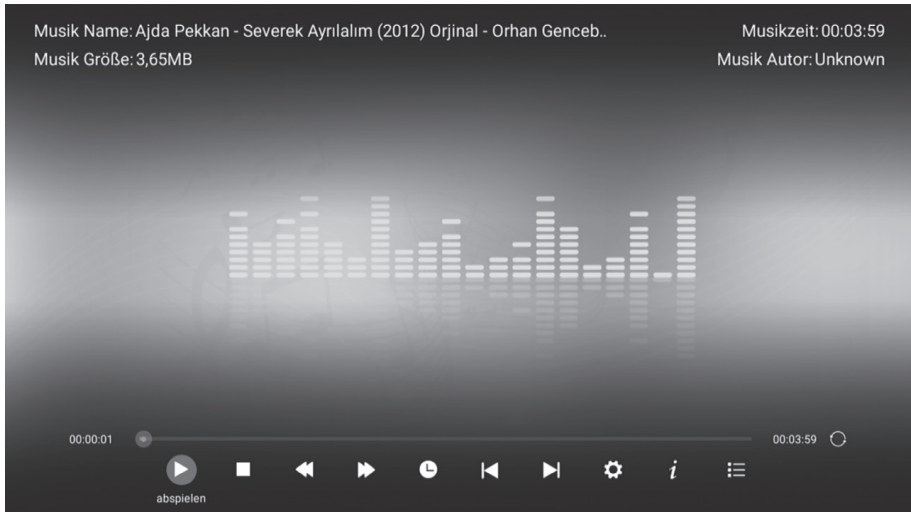 Musik Name: Ajda Pekkan - Severek Ayrılalım (2012) Orjinal - Orhan Genceb..
Musikzeit: 00:03:59
Musik Größe: 3,65MB
Musik Autor: Unknown
00:00:01
00:03:59
abspielen